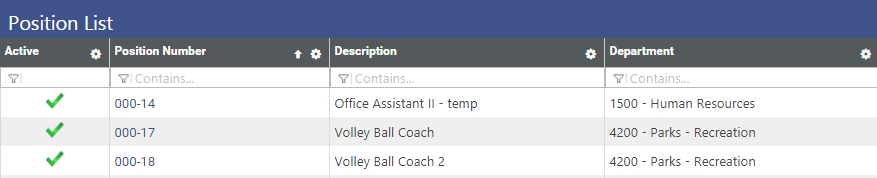 Position List
Active Position Number Description Department
Contains... Contains... Contains...
000-14 Office Assistant II - temp 1500 - Human Resources
000-17 Volley Ball Coach 4200 - Parks - Recreation
000-18 Volley Ball Coach 2 4200 - Parks - Recreation